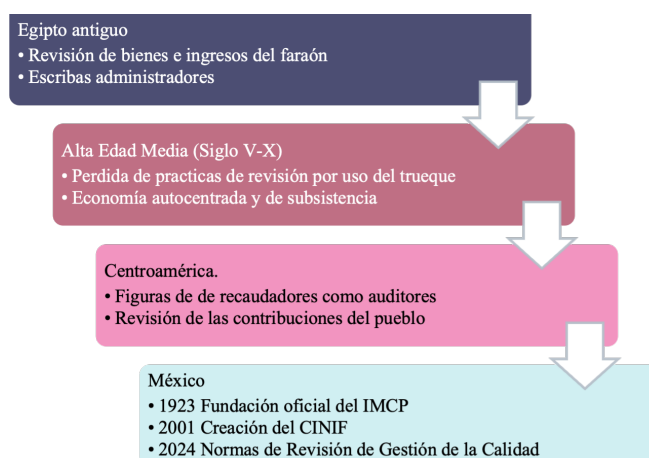 Egipto antiguo
• Revisión de bienes e ingresos del faraón
• Escribas administradores
Alta Edad Media (Siglo V-X)
• Perdida de practicas de revisión por uso del trueque
• Economía autocentrada y de subsistencia
Centroamérica.
• Figuras de de recaudadores como auditores
• Revisión de las contribuciones del pueblo
México
• 1923 Fundación oficial del IMCP
• 2001 Creación del CINIF
• 2024 Normas de Revisión de Gestión de la Calidad